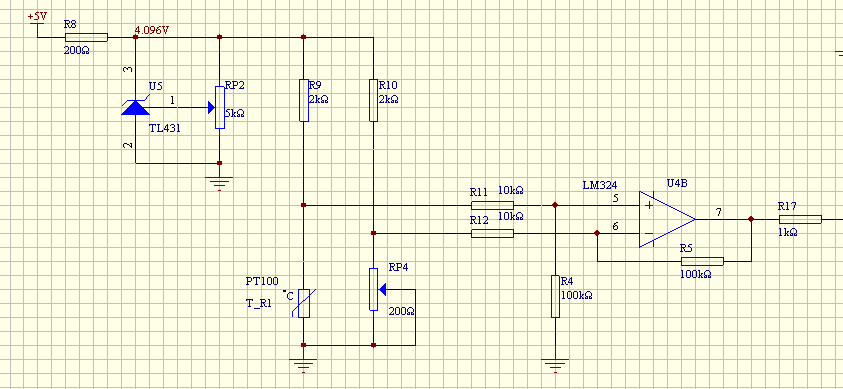 +5V
R8
200Ω
4.096V
3
U5
1
TL431
2
RP2
5kΩ
R9
2kΩ
R10
2kΩ
R11
10kΩ
R12
10kΩ
LM324
U4B
5
6
+
−
7
R17
1kΩ
R5
100kΩ
R4
100kΩ
PT100
°C
T_R1
RP4
200Ω